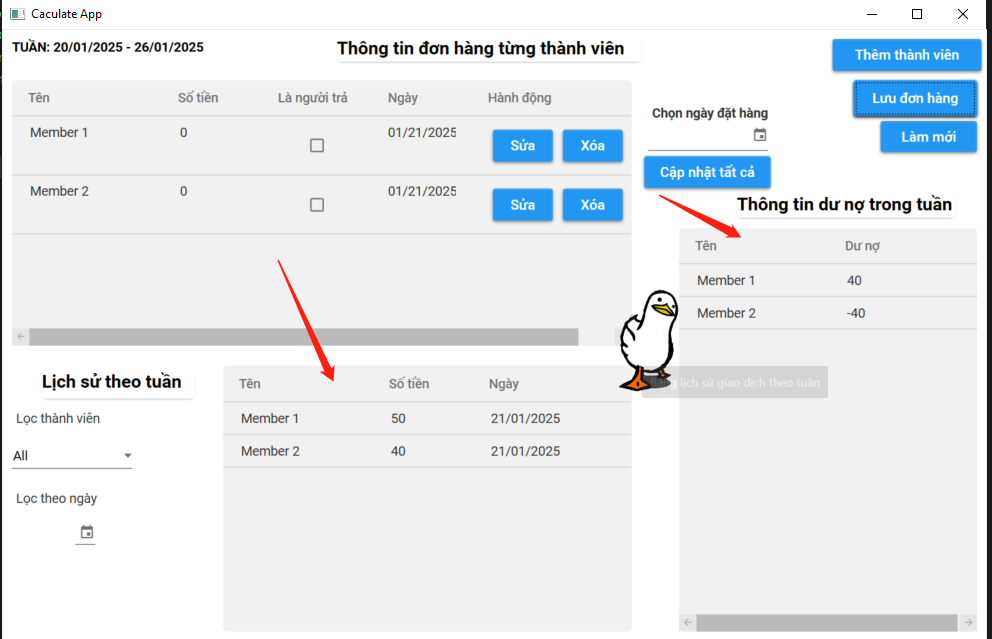 Caculate App
TUẦN: 20/01/2025 - 26/01/2025
Thông tin đơn hàng từng thành viên
Thêm thành viên
Tên Số tiền Là người trả Ngày Hành động
Member 1 0 01/21/2025 Sửa Xóa
Member 2 0 01/21/2025 Sửa Xóa
Chọn ngày đặt hàng
Lưu đơn hàng
Làm mới
Cập nhật tất cả
Thông tin dư nợ trong tuần
Tên Dư nợ
Member 1 40
Member 2 -40
Lịch sử theo tuần
Lọc thành viên
All
Lọc theo ngày
Tên Số tiền Ngày
Member 1 50 21/01/2025
Member 2 40 21/01/2025
lịch sử giao dịch theo tuần